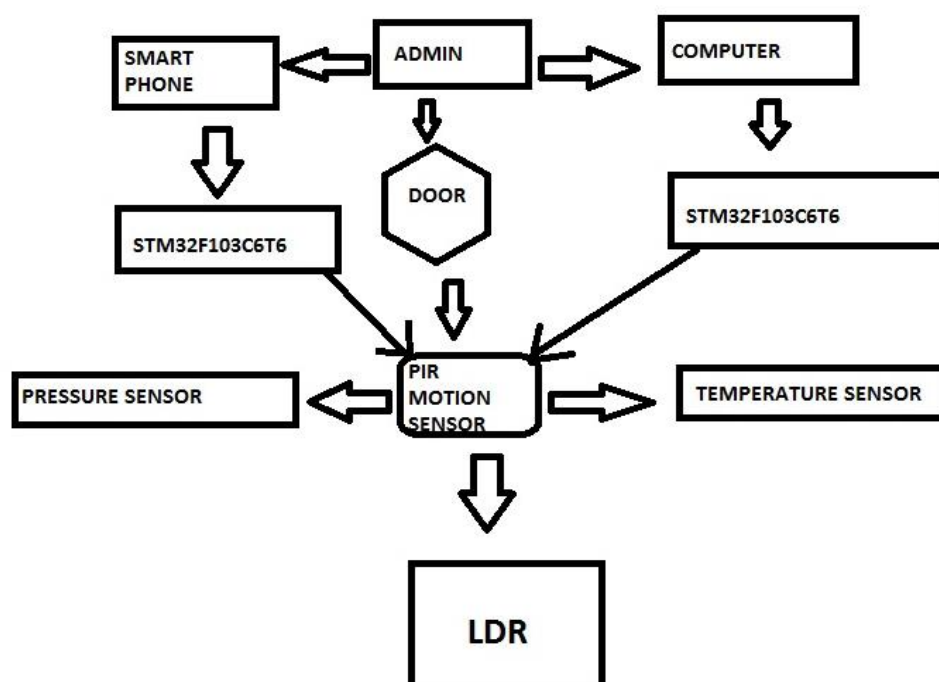 SMART
PHONE
ADMIN
COMPUTER
DOOR
STM32F103C6T6
STM32F103C6T6
PRESSURE SENSOR
PIR
MOTION
SENSOR
TEMPERATURE SENSOR
LDR